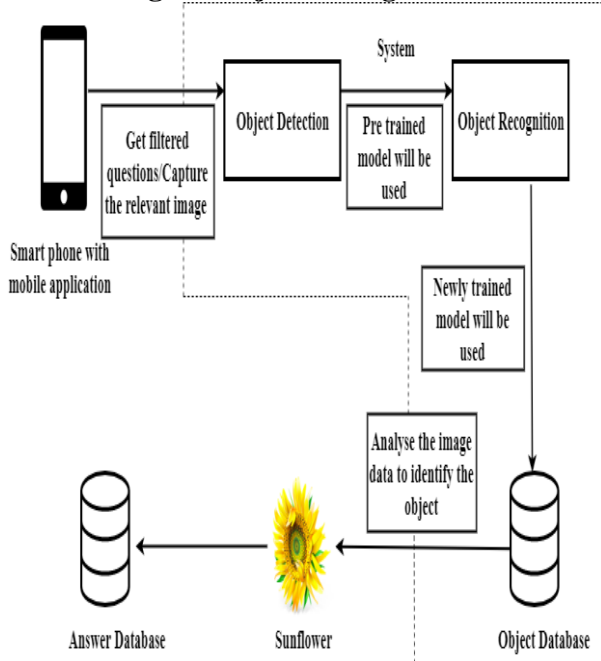 System
Object Detection
Object Recognition
Get filtered
questions/Capture
the relevant image
Pre trained
model will be
used
Smart phone with
mobile application
Newly trained
model will be
used
Analyse the image
data to identify the
object
Answer Database
Sunflower
Object Database